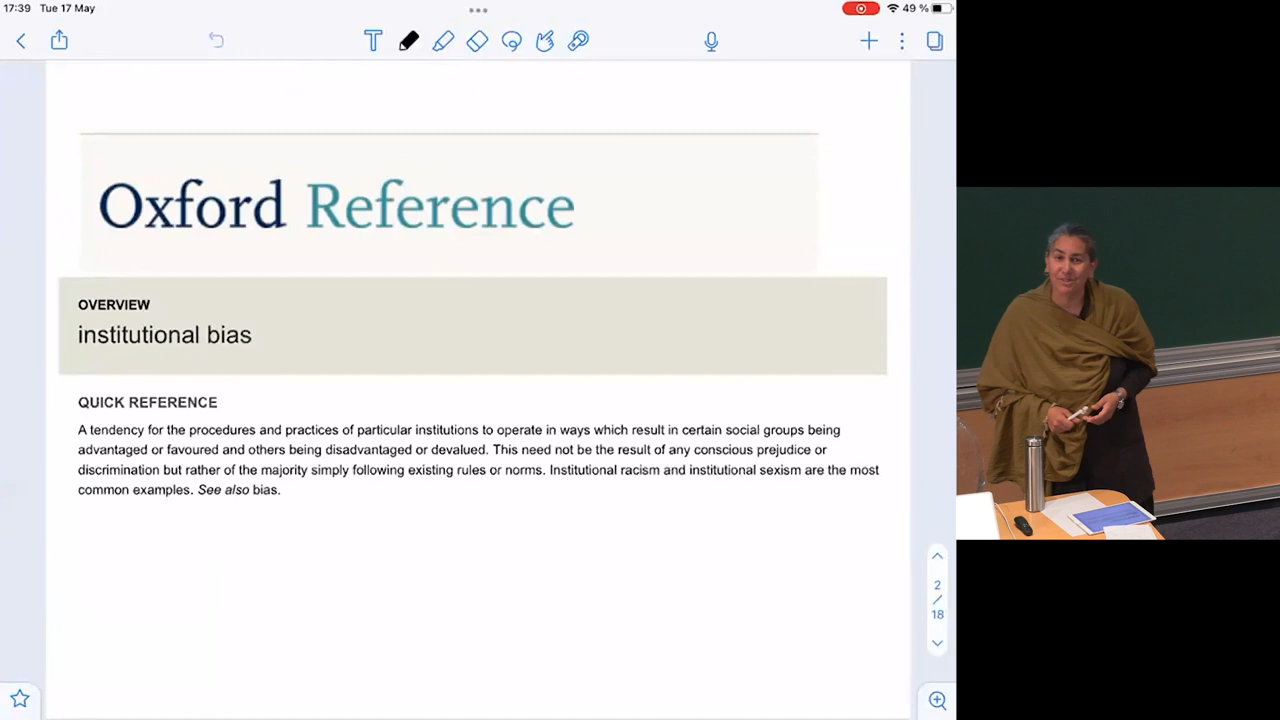 17:39 Tue 17 May
49 %
Oxford Reference
OVERVIEW
institutional bias
QUICK REFERENCE
A tendency for the procedures and practices of particular institutions to operate in ways which result in certain social groups being
advantaged or favoured and others being disadvantaged or devalued. This need not be the result of any conscious prejudice or
discrimination but rather of the majority simply following existing rules or norms. Institutional racism and institutional sexism are the most
common examples. See also bias.
2
/
18